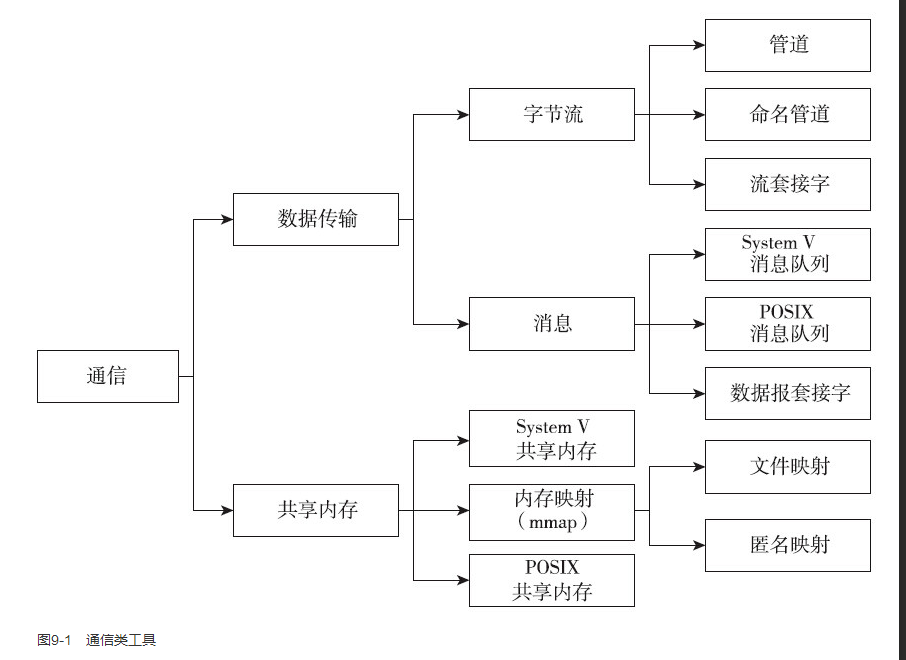 管道
字节流
命名管道
流套接字
数据传输
System V
消息队列
消息
POSIX
消息队列
数据报套接字
通信
System V
共享内存
文件映射
共享内存
内存映射
（mmap）
匿名映射
POSIX
共享内存
图9-1 通信类工具